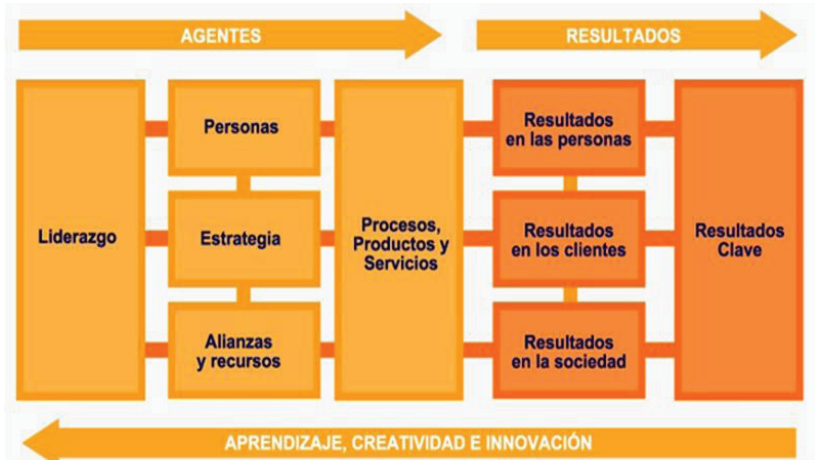 AGENTES
RESULTADOS
Liderazgo
Personas
Estrategia
Alianzas
y recursos
Procesos,
Productos y
Servicios
Resultados
en las personas
Resultados
en los clientes
Resultados
en la sociedad
Resultados
Clave
APRENDIZAJE, CREATIVIDAD E INNOVACIÓN